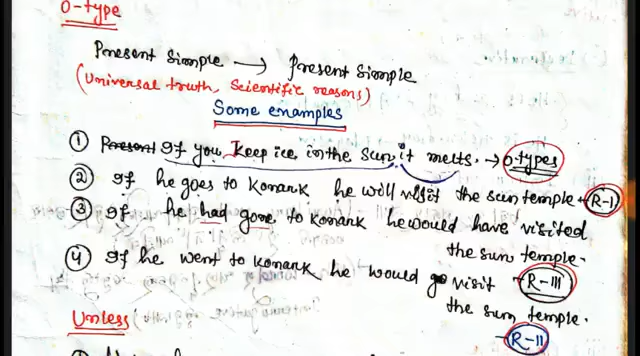 0-type
Present Simple → Present Simple
(Universal truth, Scientific reasons)
Some examples
① If you Keep ice in the sun, it melts. → 0-types
② If he goes to Konark he will visit the sun temple → R-I
③ If he had gone to Konark he would have visited
the sun temple.
④ If he went to Konark he would visit - R-III
the sun temple.
- R-II
Unless